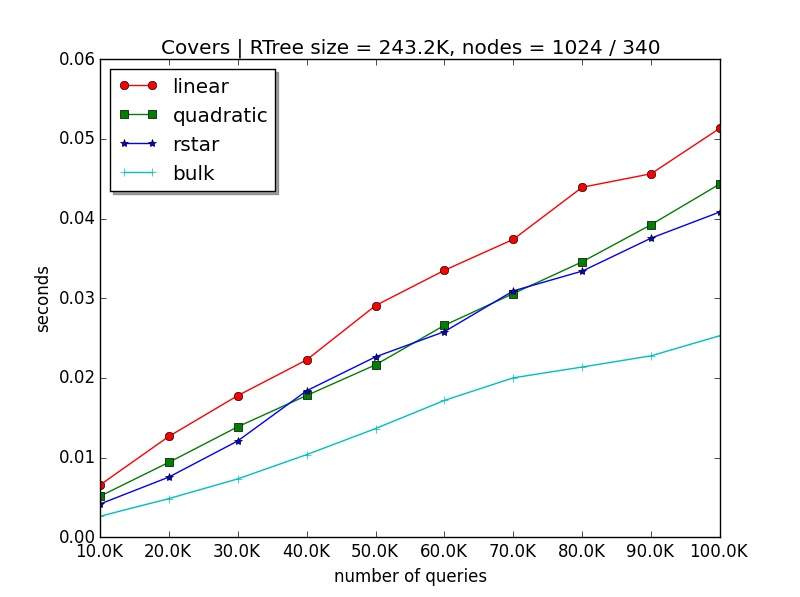 Covers | RTree size = 243.2K, nodes = 1024 / 340
linear
quadratic
rstar
bulk
0.06
0.05
0.04
0.03
0.02
0.01
0.00
seconds
10.0K 20.0K 30.0K 40.0K 50.0K 60.0K 70.0K 80.0K 90.0K 100.0K
number of queries